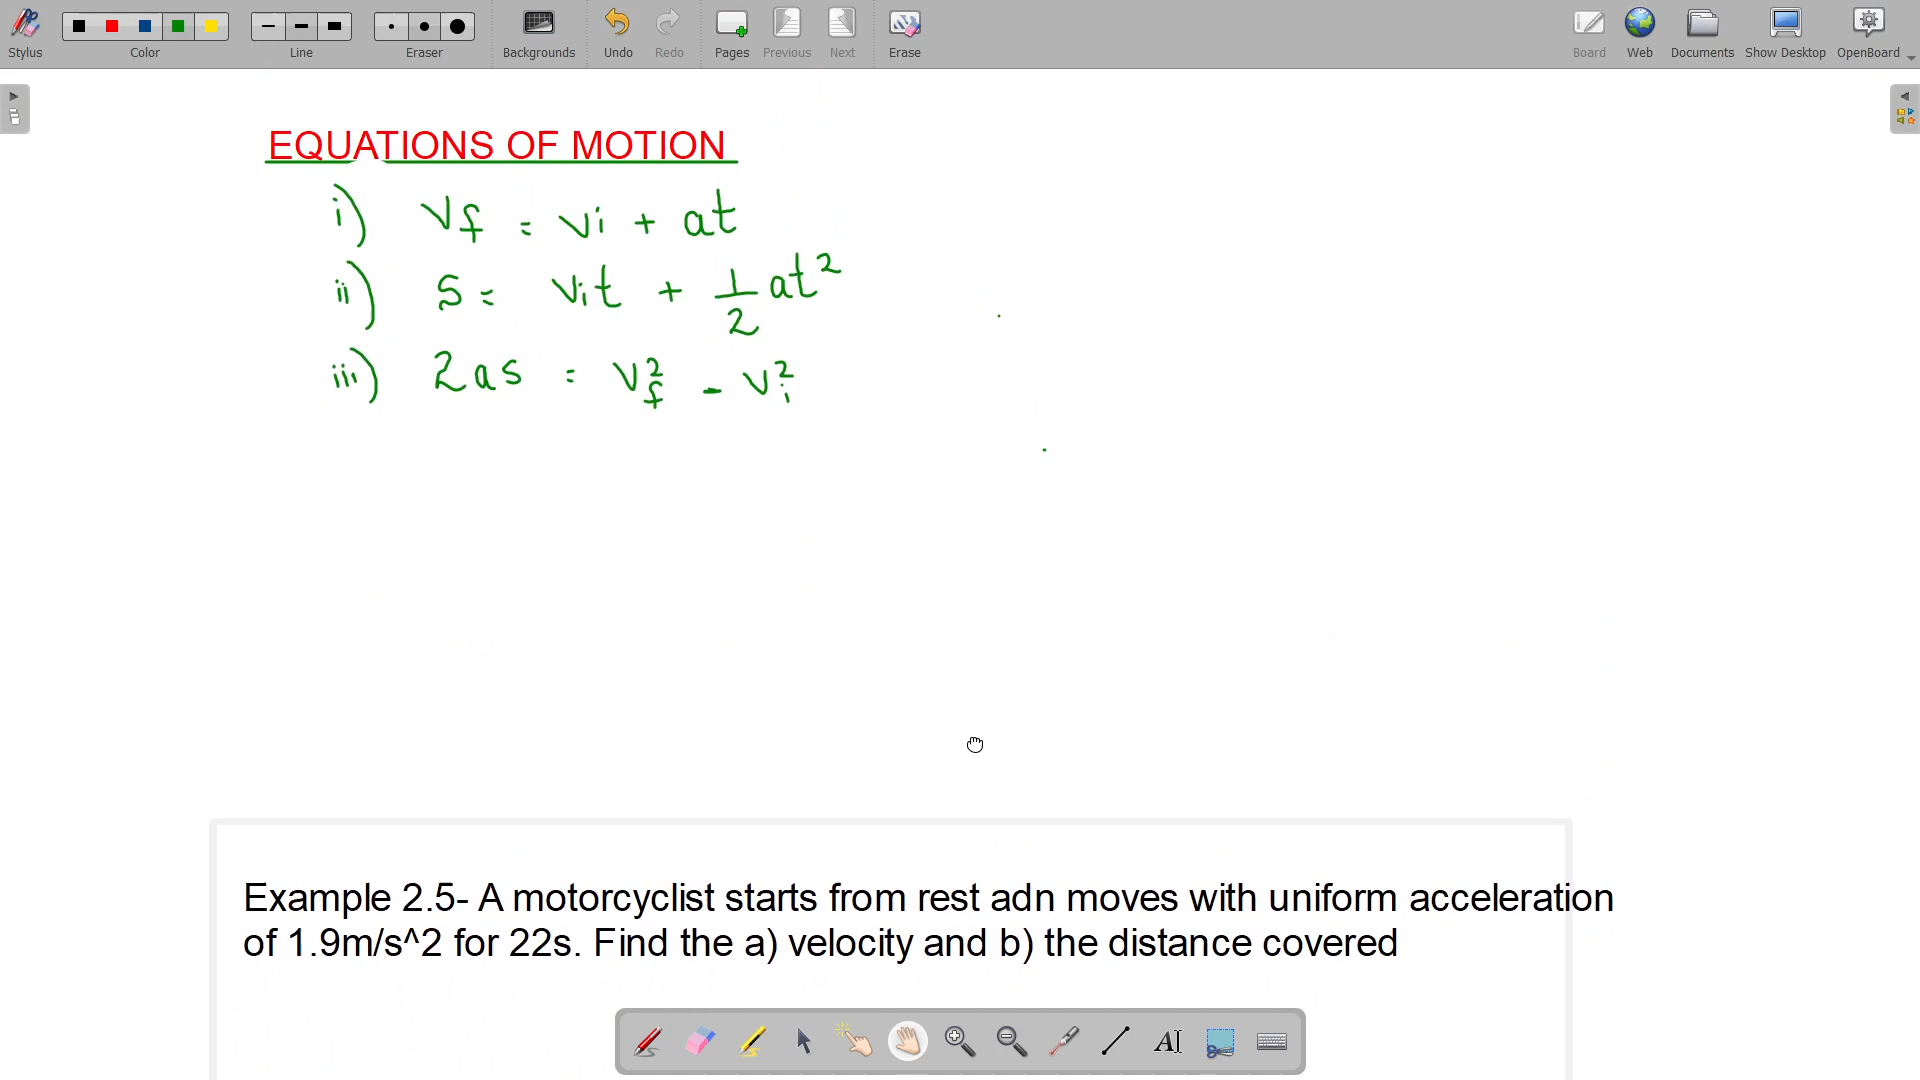 Stylus
Color
Line
Eraser
Backgrounds
Undo
Redo
Pages
Previous
Next
Erase
Board
Web
Documents
Show Desktop
OpenBoard
EQUATIONS OF MOTION
i) vf = vi + at
ii) s = vit + 1/2 at²
iii) 2as = vf² - vi²
Example 2.5- A motorcyclist starts from rest adn moves with uniform acceleration
of 1.9m/s^2 for 22s. Find the a) velocity and b) the distance covered